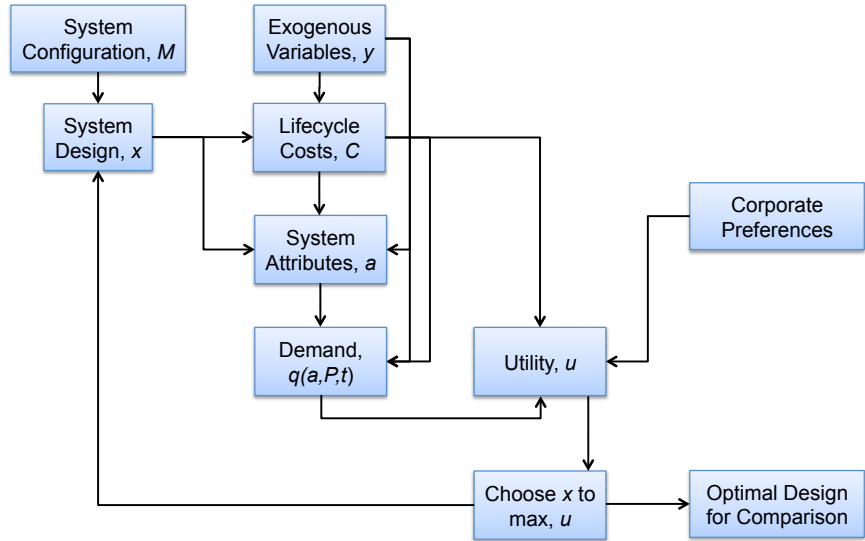 System
Configuration, M
Exogenous
Variables, y
System
Design, x
Lifecycle
Costs, C
Corporate
Preferences
System
Attributes, a
Demand,
q(a,P,t)
Utility, u
Choose x to
max, u
Optimal Design
for Comparison